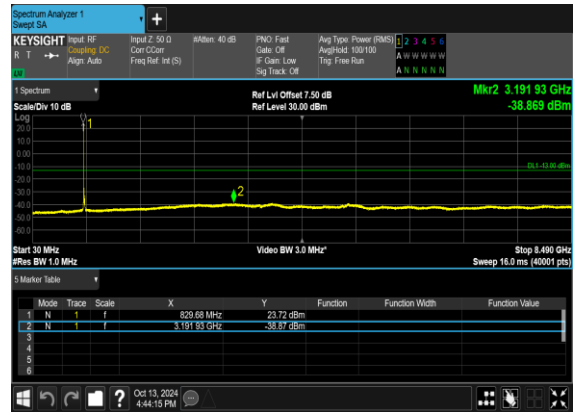 Spectrum Analyzer 1
Swept SA
KEYSIGHT Input: RF Input Z: 50 Ω #Atten: 40 dB PNO: Fast Avg Type: Power (RMS) 1 2 3 4 5 6
R T Coupling: DC Corr CCorr Gate: Off Avg|Hold: 100/100 A W W W W W
Align: Auto Freq Ref: Int (S) IF Gain: Low Trig: Free Run
LW Sig Track: Off A N N N N N
1 Spectrum Ref Lvl Offset 7.50 dB Mkr2 3.191 93 GHz
Scale/Div 10 dB Ref Level 30.00 dBm -38.869 dBm
Log
1
20.0
10.0
0.00
-10.0 DL1 -13.00 dBm
-20.0
-30.0
2
-40.0
-50.0
-60.0
Start 30 MHz Video BW 3.0 MHz* Stop 8.490 GHz
#Res BW 1.0 MHz Sweep 16.0 ms (40001 pts)
5 Marker Table
Mode Trace Scale X Y Function Function Width Function Value
1 N 1 f 829.68 MHz 23.72 dBm
2 N 1 f 3.191 93 GHz -38.87 dBm
3
4
5
6
? Oct 13, 2024
4:44:15 PM